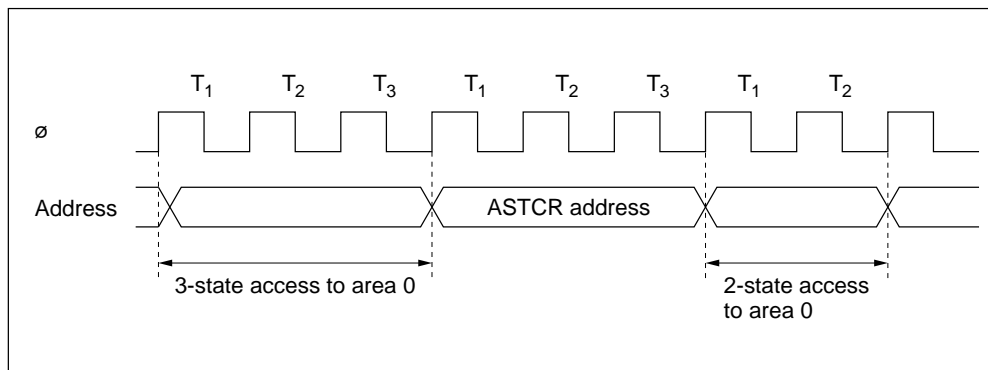 T1 T2 T3 T1 T2 T3 T1 T2
ø
Address
ASTCR address
3-state access to area 0
2-state access
to area 0